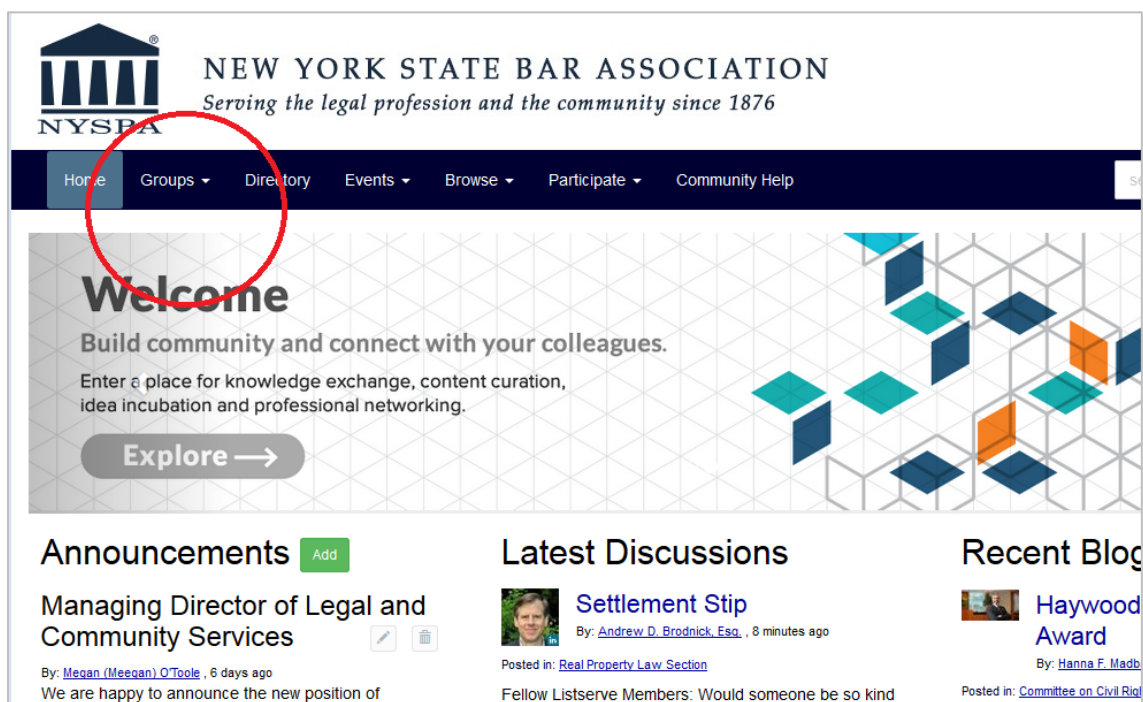 NEW YORK STATE BAR ASSOCIATION
Serving the legal profession and the community since 1876
NYSBA
Home Groups Directory Events Browse Participate Community Help
Welcome
Build community and connect with your colleagues.
Enter a place for knowledge exchange, content curation,
idea incubation and professional networking.
Explore
Announcements Add
Managing Director of Legal and
Community Services
By: Megan (Meegan) O'Toole , 6 days ago
We are happy to announce the new position of
Latest Discussions
Settlement Stip
By: Andrew D. Brodnick, Esq. , 8 minutes ago
Posted in: Real Property Law Section
Fellow Listserve Members: Would someone be so kind
Recent Blog
Haywood
Award
By: Hanna F. Madb
Posted in: Committee on Civil Rig